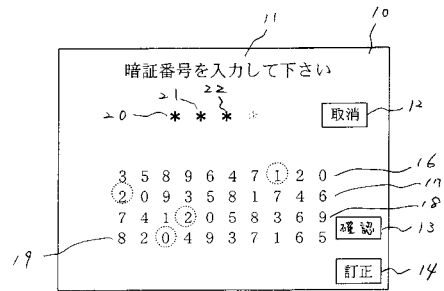 10
11
暗証番号を入力して下さい
21 22
20 * * * * 取消 12
3 5 8 9 6 4 7 1 2 0 16
2 0 9 3 5 8 1 7 4 6 17
7 4 1 2 0 5 8 3 6 9 18
確認 13
19 8 2 0 4 9 3 7 1 6 5
訂正 14